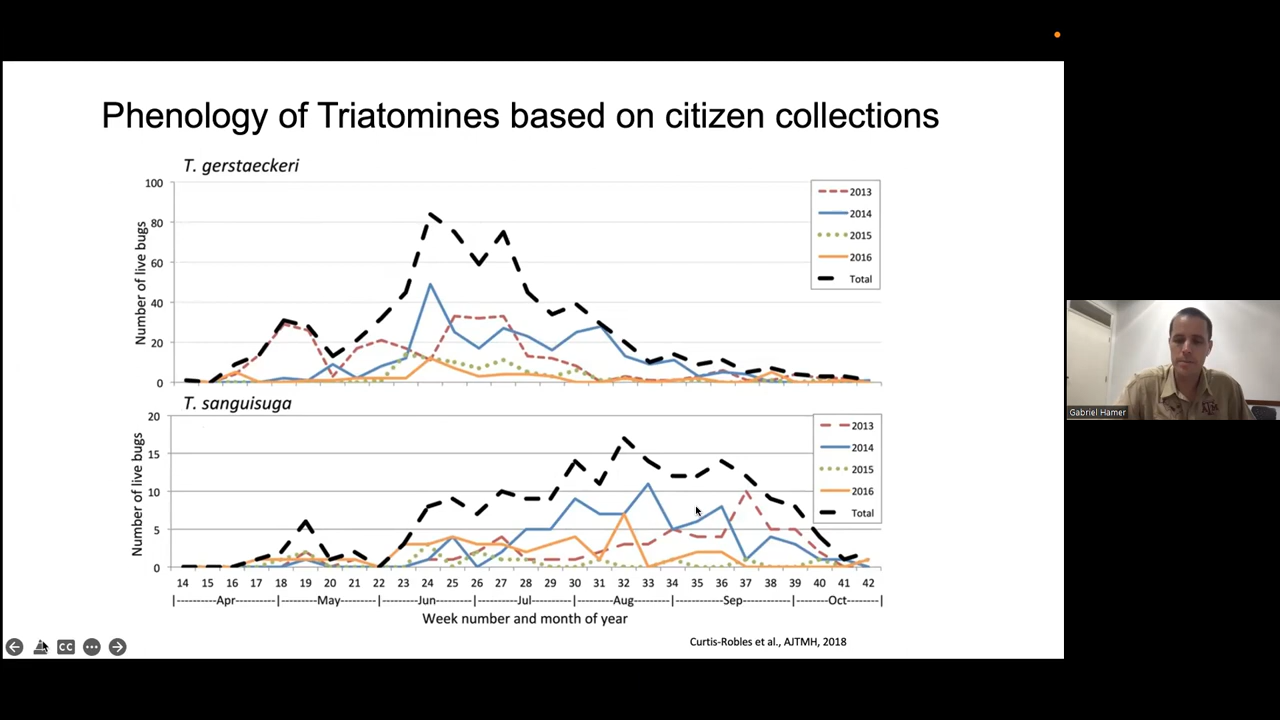 Phenology of Triatomines based on citizen collections
T. gerstaeckeri
Number of live bugs
100
80
60
40
20
0
2013
2014
2015
2016
Total
T. sanguisuga
Number of live bugs
20
15
10
5
0
2013
2014
2015
2016
Total
14 15 16 17 18 19 20 21 22 23 24 25 26 27 28 29 30 31 32 33 34 35 36 37 38 39 40 41 42
|--------Apr--------|--------May--------|--------Jun--------|--------Jul--------|--------Aug--------|--------Sep--------|--------Oct--------|
Week number and month of year
Curtis-Robles et al., AJTMH, 2018
CC
Gabriel Hamer